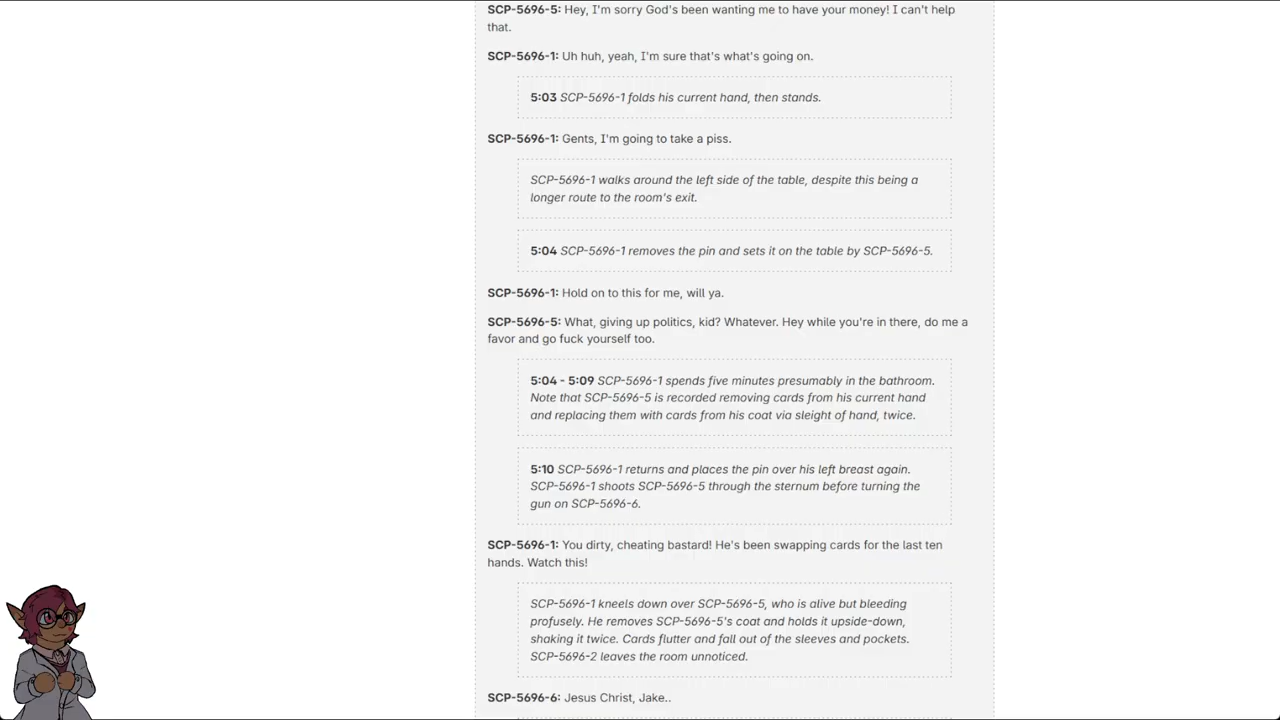 SCP-5696-5: Hey, I'm sorry God's been wanting me to have your money! I can't help
that.
SCP-5696-1: Uh huh, yeah, I'm sure that's what's going on.
5:03 SCP-5696-1 folds his current hand, then stands.
SCP-5696-1: Gents, I'm going to take a piss.
SCP-5696-1 walks around the left side of the table, despite this being a
longer route to the room's exit.
5:04 SCP-5696-1 removes the pin and sets it on the table by SCP-5696-5.
SCP-5696-1: Hold on to this for me, will ya.
SCP-5696-5: What, giving up politics, kid? Whatever. Hey while you're in there, do me a
favor and go fuck yourself too.
5:04 - 5:09 SCP-5696-1 spends five minutes presumably in the bathroom.
Note that SCP-5696-5 is recorded removing cards from his current hand
and replacing them with cards from his coat via sleight of hand, twice.
5:10 SCP-5696-1 returns and places the pin over his left breast again.
SCP-5696-1 shoots SCP-5696-5 through the sternum before turning the
gun on SCP-5696-6.
SCP-5696-1: You dirty, cheating bastard! He's been swapping cards for the last ten
hands. Watch this!
SCP-5696-1 kneels down over SCP-5696-5, who is alive but bleeding
profusely. He removes SCP-5696-5's coat and holds it upside-down,
shaking it twice. Cards flutter and fall out of the sleeves and pockets.
SCP-5696-2 leaves the room unnoticed.
SCP-5696-6: Jesus Christ, Jake..